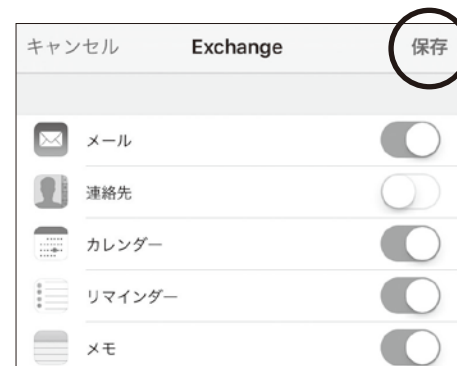 キャンセル Exchange 保存
メール
連絡先
カレンダー
リマインダー
メモ